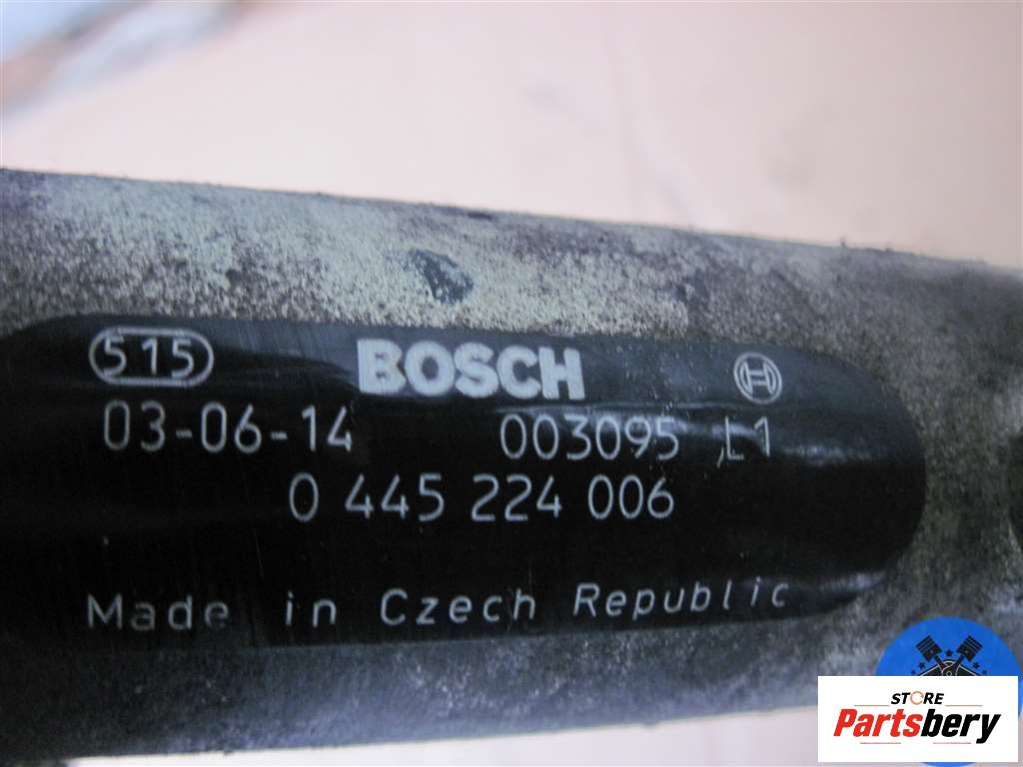 515 BOSCH H
03-06-14 003095 L1
0 445 224 006
Made in Czech Republic
STORE
Partsbery